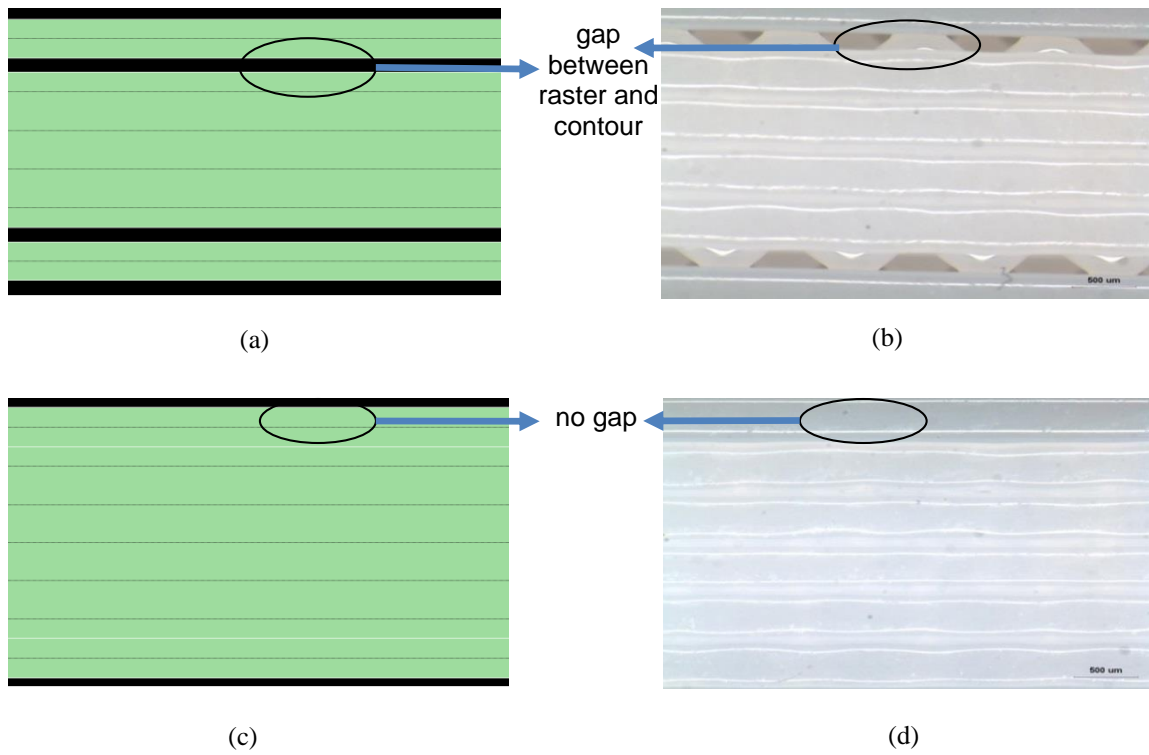 gap
between
raster and
contour
500 um
(a)
(b)
no gap
500 um
(c)
(d)